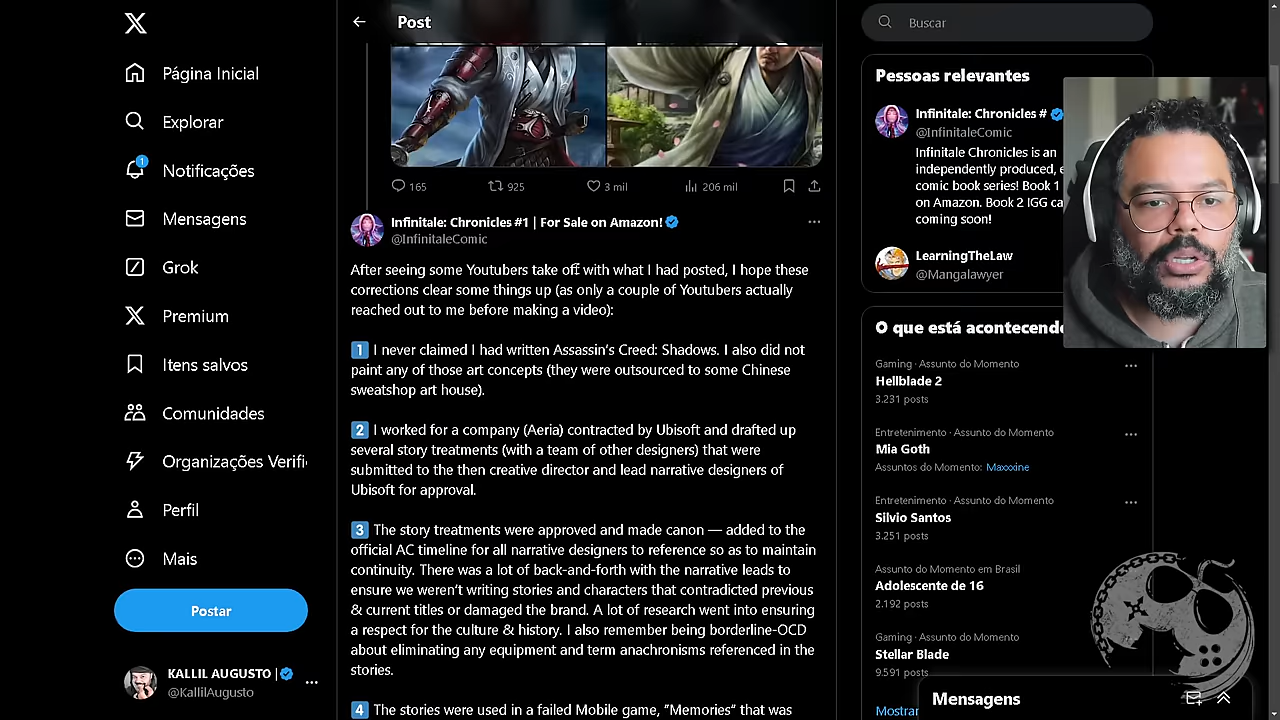 Página Inicial
Explorar
1
Notificações
Mensagens
Grok
Premium
Itens salvos
Comunidades
Organizações Verifi
Perfil
Mais
Postar
KALLIL AUGUSTO |
@KallilAugusto
Post
165
925
3 mil
206 mil
Infinitale: Chronicles #1 | For Sale on Amazon!
@InfinitaleComic
After seeing some Youtubers take off with what I had posted, I hope these
corrections clear some things up (as only a couple of Youtubers actually
reached out to me before making a video):
1 I never claimed I had written Assassin's Creed: Shadows. I also did not
paint any of those art concepts (they were outsourced to some Chinese
sweatshop art house).
2 I worked for a company (Aeria) contracted by Ubisoft and drafted up
several story treatments (with a team of other designers) that were
submitted to the then creative director and lead narrative designers of
Ubisoft for approval.
3 The story treatments were approved and made canon — added to the
official AC timeline for all narrative designers to reference so as to maintain
continuity. There was a lot of back-and-forth with the narrative leads to
ensure we weren't writing stories and characters that contradicted previous
& current titles or damaged the brand. A lot of research went into ensuring
a respect for the culture & history. I also remember being borderline-OCD
about eliminating any equipment and term anachronisms referenced in the
stories.
4 The stories were used in a failed Mobile game, "Memories" that was
Buscar
Pessoas relevantes
Infinitale: Chronicles #
@InfinitaleComic
Infinitale Chronicles is an
independently produced, e
comic book series! Book 1
on Amazon. Book 2 IGG ca
coming soon!
LearningTheLaw
@Mangalawyer
O que está acontecendo
Gaming · Assunto do Momento
Hellblade 2
3.231 posts
Entretenimento · Assunto do Momento
Mia Goth
Assuntos do Momento: Maxxxine
Entretenimento · Assunto do Momento
Silvio Santos
3.251 posts
Assunto do Momento em Brasil
Adolescente de 16
2.192 posts
Gaming · Assunto do Momento
Stellar Blade
9.591 posts
Mostrar
Mensagens